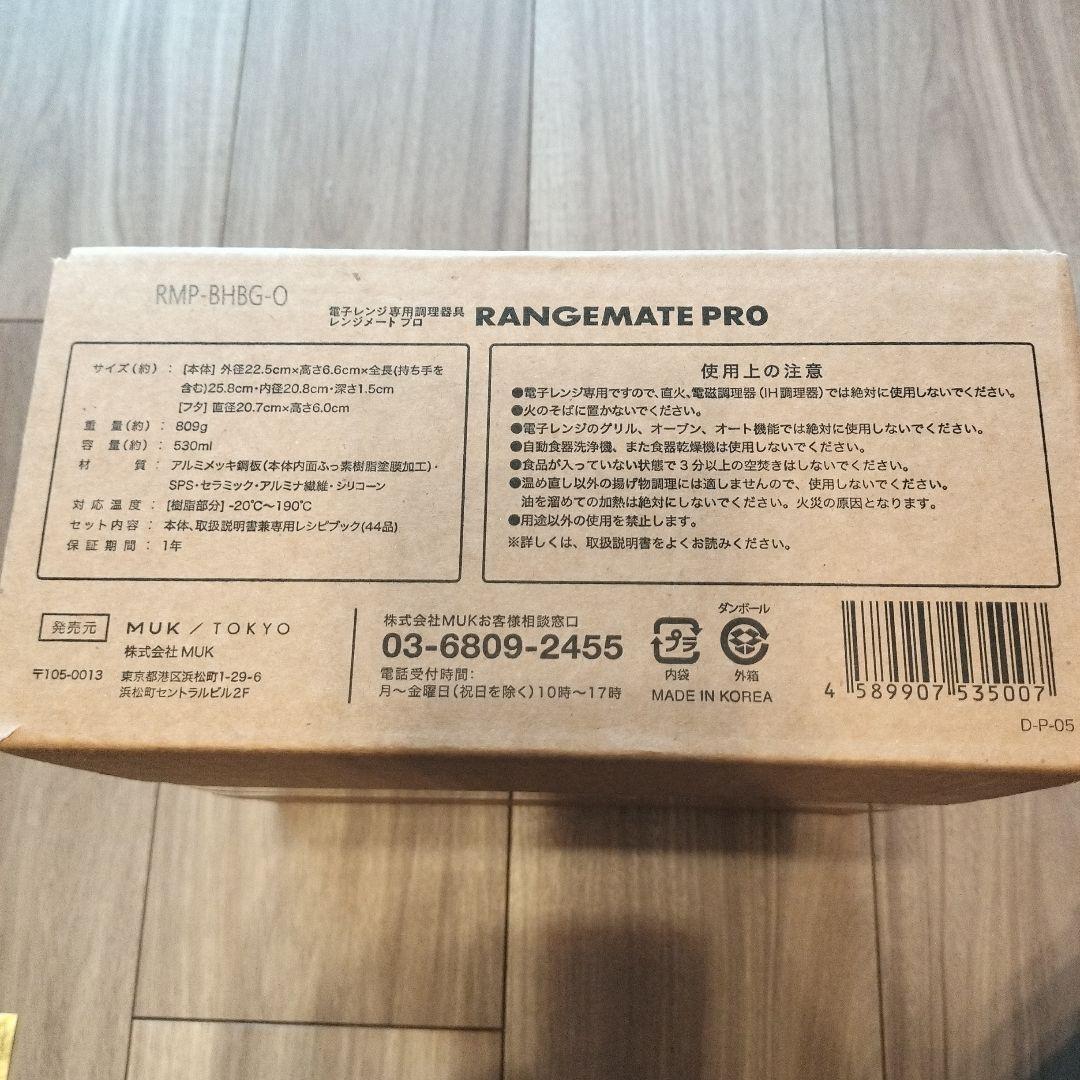 RMP-BHBG-O
電子レンジ専用調理器具
レンジメート プロ
RANGEMATE PRO
サイズ(約)：[本体] 外径22.5cm×高さ6.6cm×全長(持ち手を
含む)25.8cm・内径20.8cm・深さ1.5cm
[フタ] 直径20.7cm×高さ6.0cm
重量(約)：809g
容量(約)：530ml
材質：アルミメッキ鋼板(本体内面ふっ素樹脂塗膜加工)・
SPS・セラミック・アルミナ繊維・シリコーン
対応温度：[樹脂部分] -20℃～190℃
セット内容：本体、取扱説明書兼専用レシピブック(44品)
保証期間：1年
使用上の注意
●電子レンジ専用ですので、直火、電磁調理器(IH調理器)では絶対に使用しないでください。
●火のそばに置かないでください。
●電子レンジのグリル、オーブン、オート機能では絶対に使用しないでください。
●自動食器洗浄機、また食器乾燥機は使用しないでください。
●食品が入っていない状態で3分以上の空焚きはしないでください。
●温め直し以外の揚げ物調理には適しませんので、使用しないでください。
油を溜めての加熱は絶対にしないでください。火災の原因となります。
●用途以外の使用を禁止します。
※詳しくは、取扱説明書をよくお読みください。
発売元
MUK / TOKYO
株式会社 MUK
〒105-0013 東京都港区浜松町1-29-6
浜松町セントラルビル2F
株式会社MUKお客様相談窓口
03-6809-2455
電話受付時間:
月～金曜日(祝日を除く)10時～17時
プラ
内袋
ダンボール
外箱
MADE IN KOREA
4 589907 535007
D-P-05